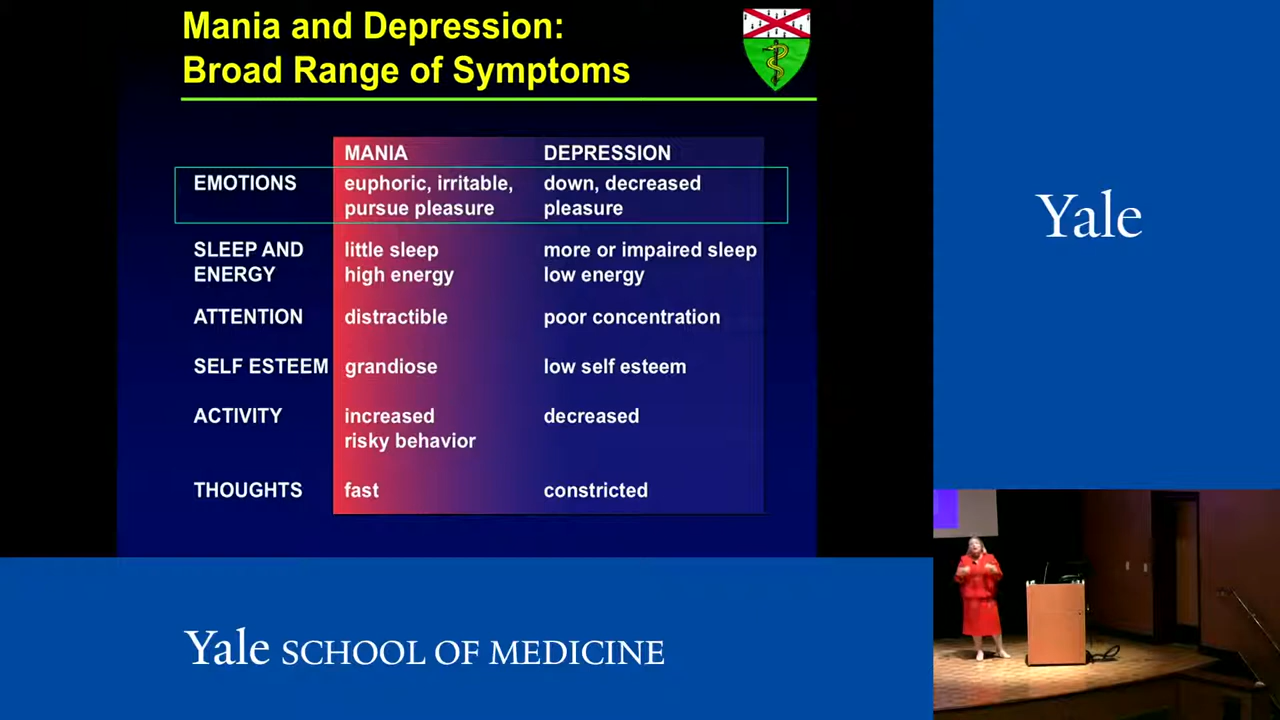 Mania and Depression:
Broad Range of Symptoms
MANIA DEPRESSION
EMOTIONS euphoric, irritable, down, decreased
pursue pleasure pleasure
SLEEP AND little sleep more or impaired sleep
ENERGY high energy low energy
ATTENTION distractible poor concentration
SELF ESTEEM grandiose low self esteem
ACTIVITY increased decreased
risky behavior
THOUGHTS fast constricted
Yale
Yale SCHOOL OF MEDICINE